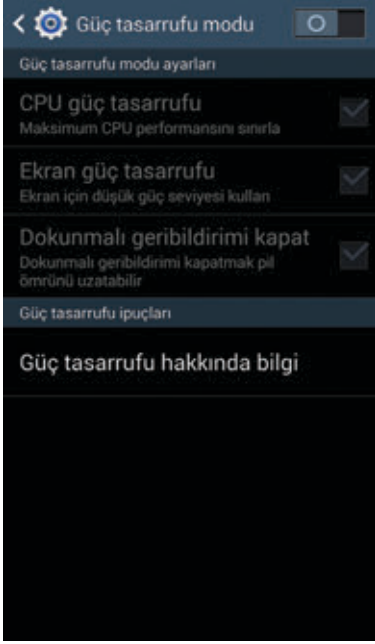 Güç tasarrufu modu
Güç tasarrufu modu ayarları
CPU güç tasarrufu
Maksimum CPU performansını sınırla
Ekran güç tasarrufu
Ekran için düşük güç seviyesi kullan
Dokunmalı geribildirimi kapat
Dokunmalı geribildirimi kapatmak pil
ömrünü uzatabilir
Güç tasarrufu ipuçları
Güç tasarrufu hakkında bilgi